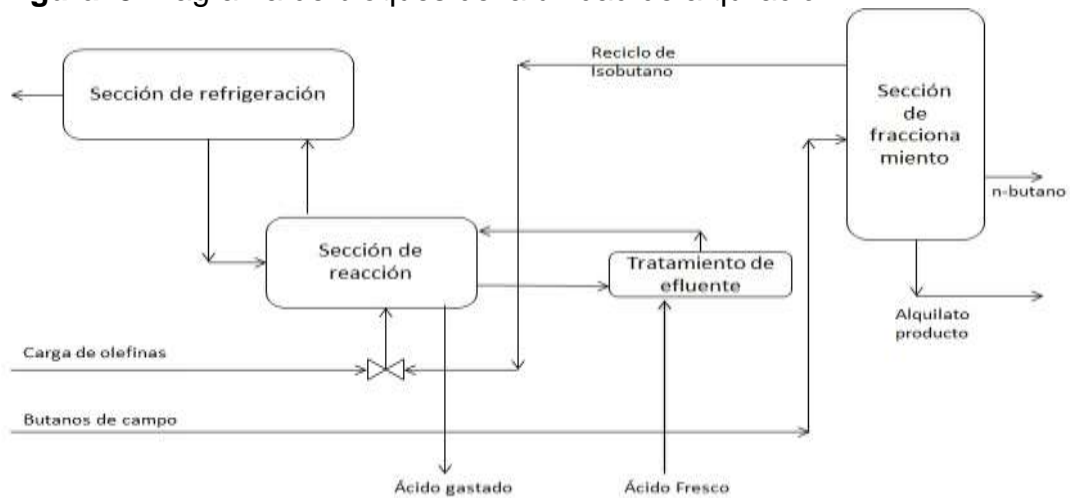 Reciclo de
Isobutano
Sección de refrigeración
Sección
de
fracciona
miento
n-butano
Sección de
reacción
Tratamiento de
efluente
Alquilato
producto
Carga de olefinas
Butanos de campo
Ácido gastado
Ácido Fresco